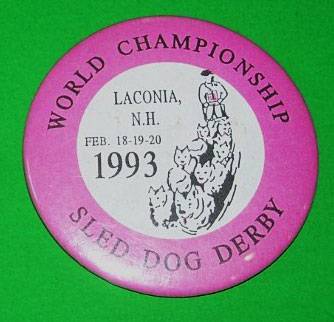 WORLD CHAMPIONSHIP
LACONIA,
N.H.
FEB. 18-19-20
1993
SLED DOG DERBY